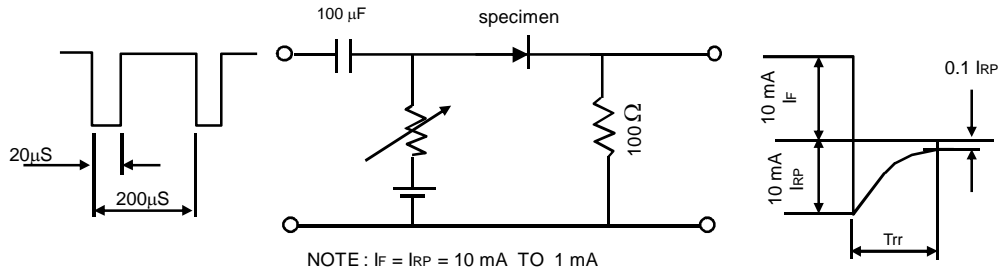 20µS
200µS
100 µF
specimen
100 Ω
NOTE : IF = IRP = 10 mA TO 1 mA
10 mA
IF
10 mA
IRP
0.1 IRP
Trr